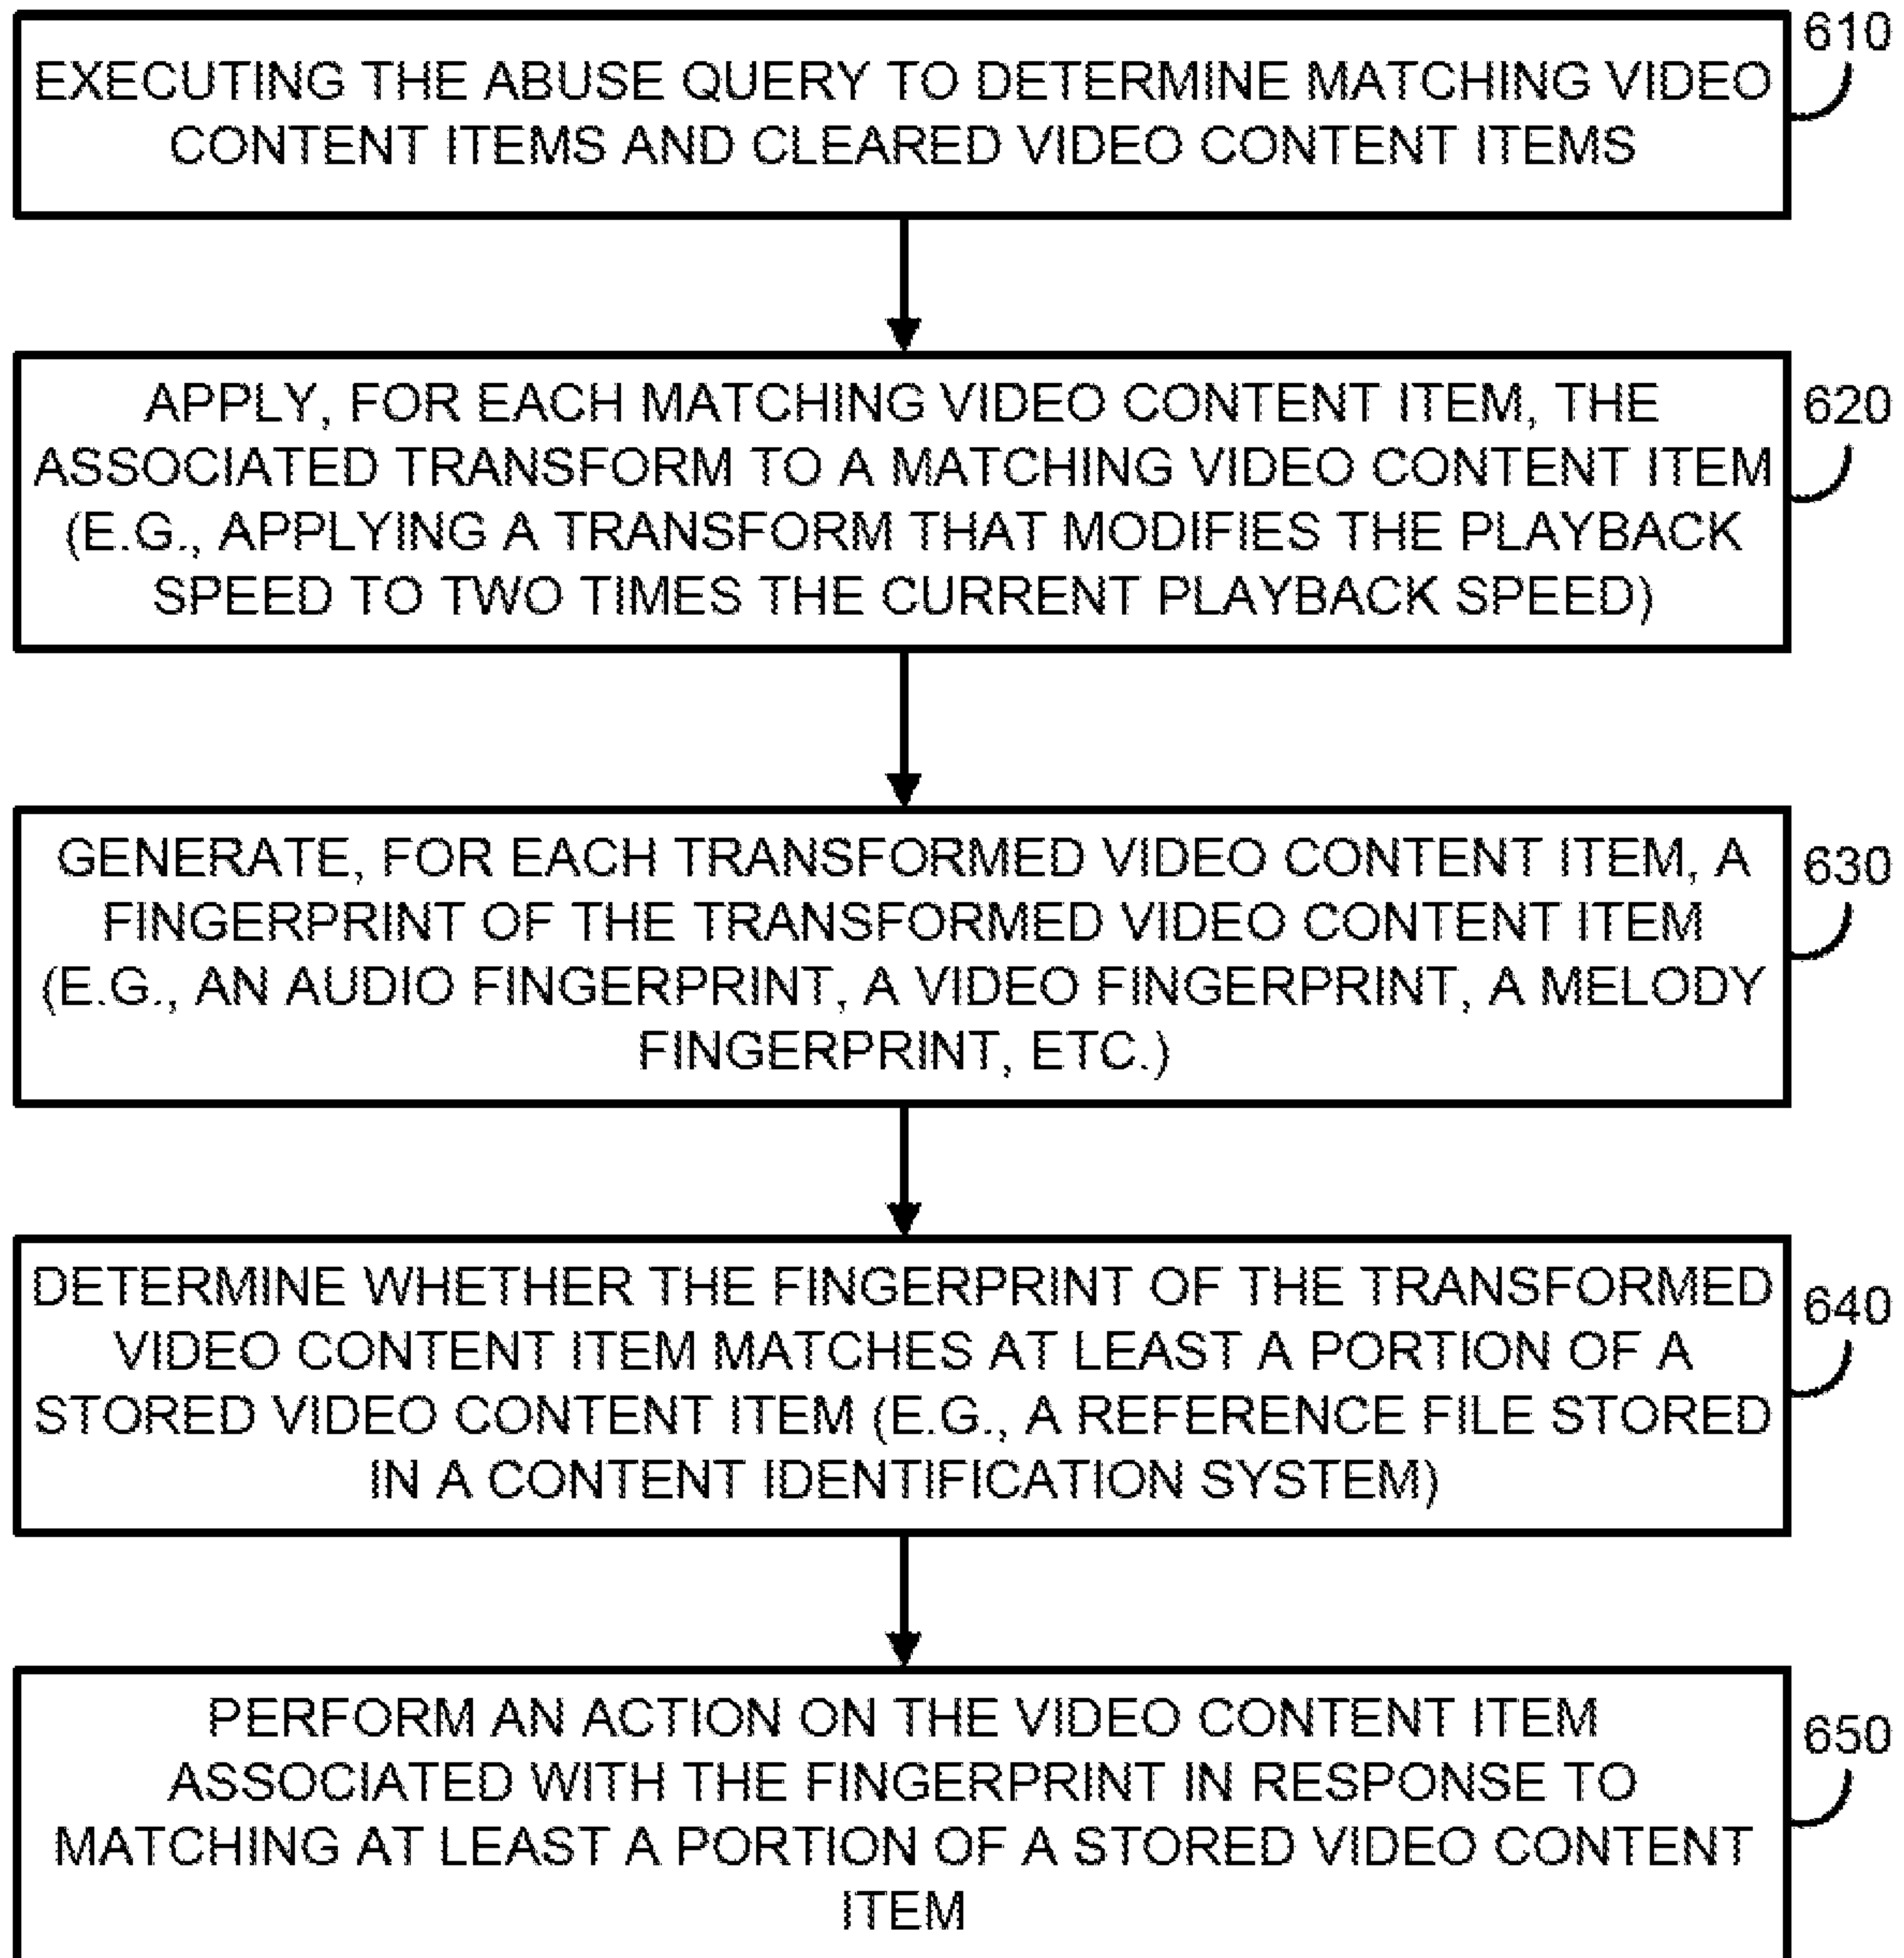 EXECUTING THE ABUSE QUERY TO DETERMINE MATCHING VIDEO
CONTENT ITEMS AND CLEARED VIDEO CONTENT ITEMS
610
APPLY, FOR EACH MATCHING VIDEO CONTENT ITEM, THE
ASSOCIATED TRANSFORM TO A MATCHING VIDEO CONTENT ITEM
(E.G., APPLYING A TRANSFORM THAT MODIFIES THE PLAYBACK
SPEED TO TWO TIMES THE CURRENT PLAYBACK SPEED)
620
GENERATE, FOR EACH TRANSFORMED VIDEO CONTENT ITEM, A
FINGERPRINT OF THE TRANSFORMED VIDEO CONTENT ITEM
(E.G., AN AUDIO FINGERPRINT, A VIDEO FINGERPRINT, A MELODY
FINGERPRINT, ETC.)
630
DETERMINE WHETHER THE FINGERPRINT OF THE TRANSFORMED
VIDEO CONTENT ITEM MATCHES AT LEAST A PORTION OF A
STORED VIDEO CONTENT ITEM (E.G., A REFERENCE FILE STORED
IN A CONTENT IDENTIFICATION SYSTEM)
640
PERFORM AN ACTION ON THE VIDEO CONTENT ITEM
ASSOCIATED WITH THE FINGERPRINT IN RESPONSE TO
MATCHING AT LEAST A PORTION OF A STORED VIDEO CONTENT
ITEM
650